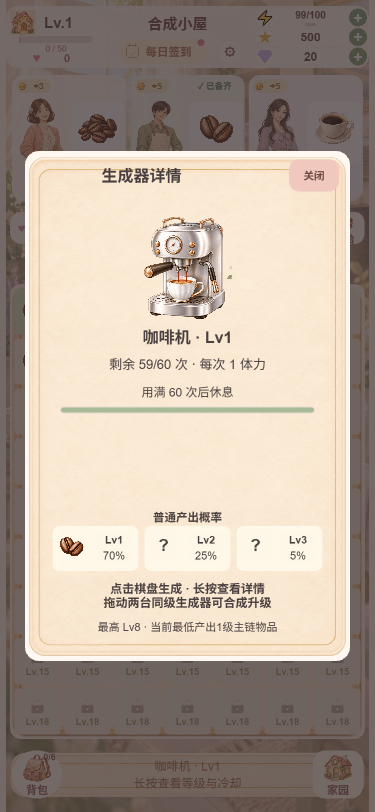 Lv.1
合成小屋
99/100
0 / 50
0
每日签到
500
20
+3
+5
✓ 已备齐
+5
生成器详情
关闭
咖啡机 · Lv1
剩余 59/60 次 · 每次 1 体力
用满 60 次后休息
普通产出概率
Lv1
70%
?
Lv2
25%
?
Lv3
5%
点击棋盘生成 · 长按查看详情
拖动两台同级生成器可合成升级
最高 Lv8 · 当前最低产出1级主链物品
Lv.15
Lv.15
Lv.15
Lv.15
Lv.15
Lv.15
Lv.18
Lv.18
Lv.18
Lv.18
Lv.18
Lv.18
0/6
背包
咖啡机 · Lv1
长按查看等级与冷却
家园